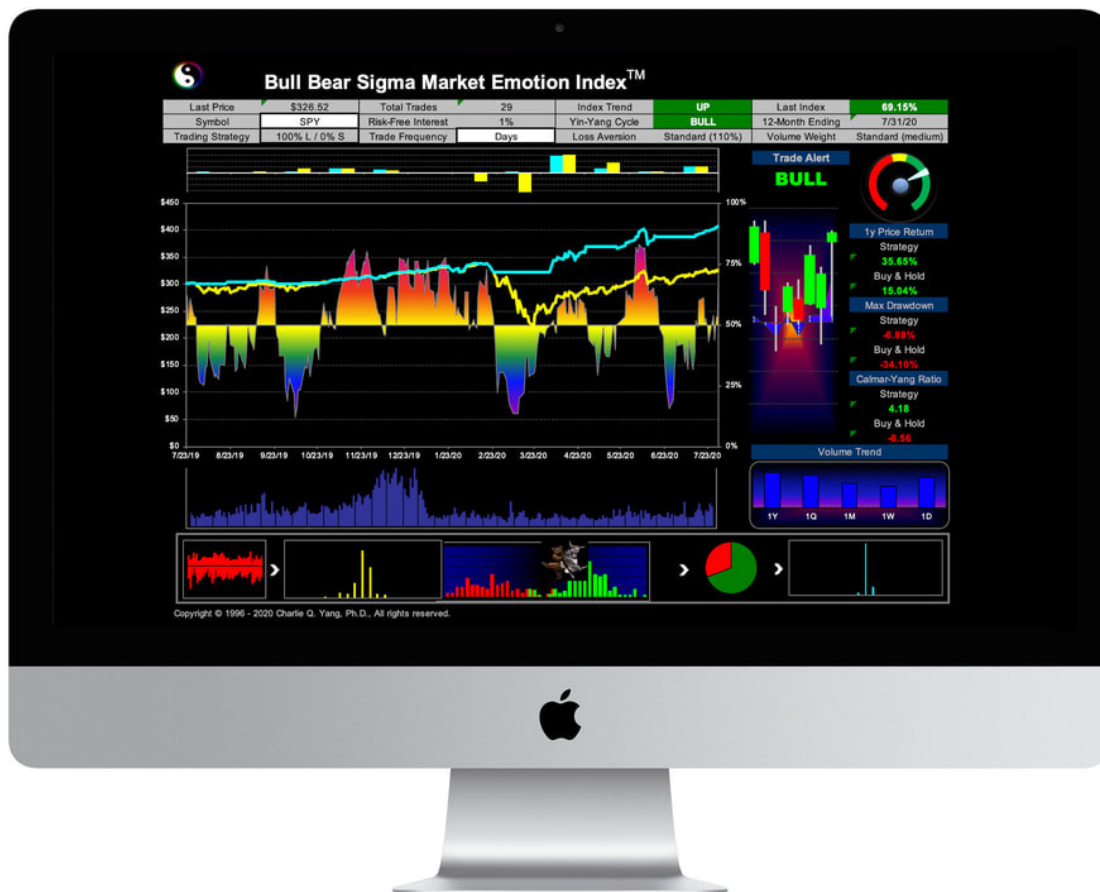 Bull Bear Sigma Market Emotion Index™
Last Price $326.52 Total Trades 29 Index Trend UP Last Index 69.15%
Symbol SPY Risk-Free Interest 1% Yin-Yang Cycle BULL 12-Month Ending 7/31/20
Trading Strategy 100% L / 0% S Trade Frequency Days Loss Aversion Standard (110%) Volume Weight Standard (medium)
Trade Alert
BULL
$450 100%
$400
$350 75%
$300
$250 50%
$200
$150 25%
$100
$50
$0 0%
7/23/19 8/23/19 9/23/19 10/23/19 11/23/19 12/23/19 1/23/20 2/23/20 3/23/20 4/23/20 5/23/20 6/23/20 7/23/20
1y Price Return
Strategy
35.65%
Buy & Hold
15.04%
Max Drawdown
Strategy
-6.98%
Buy & Hold
-34.10%
Calmar-Yang Ratio
Strategy
4.18
Buy & Hold
-0.56
Volume Trend
1Y 1Q 1M 1W 1D
Copyright © 1996 - 2020 Charlie Q. Yang, Ph.D., All rights reserved.